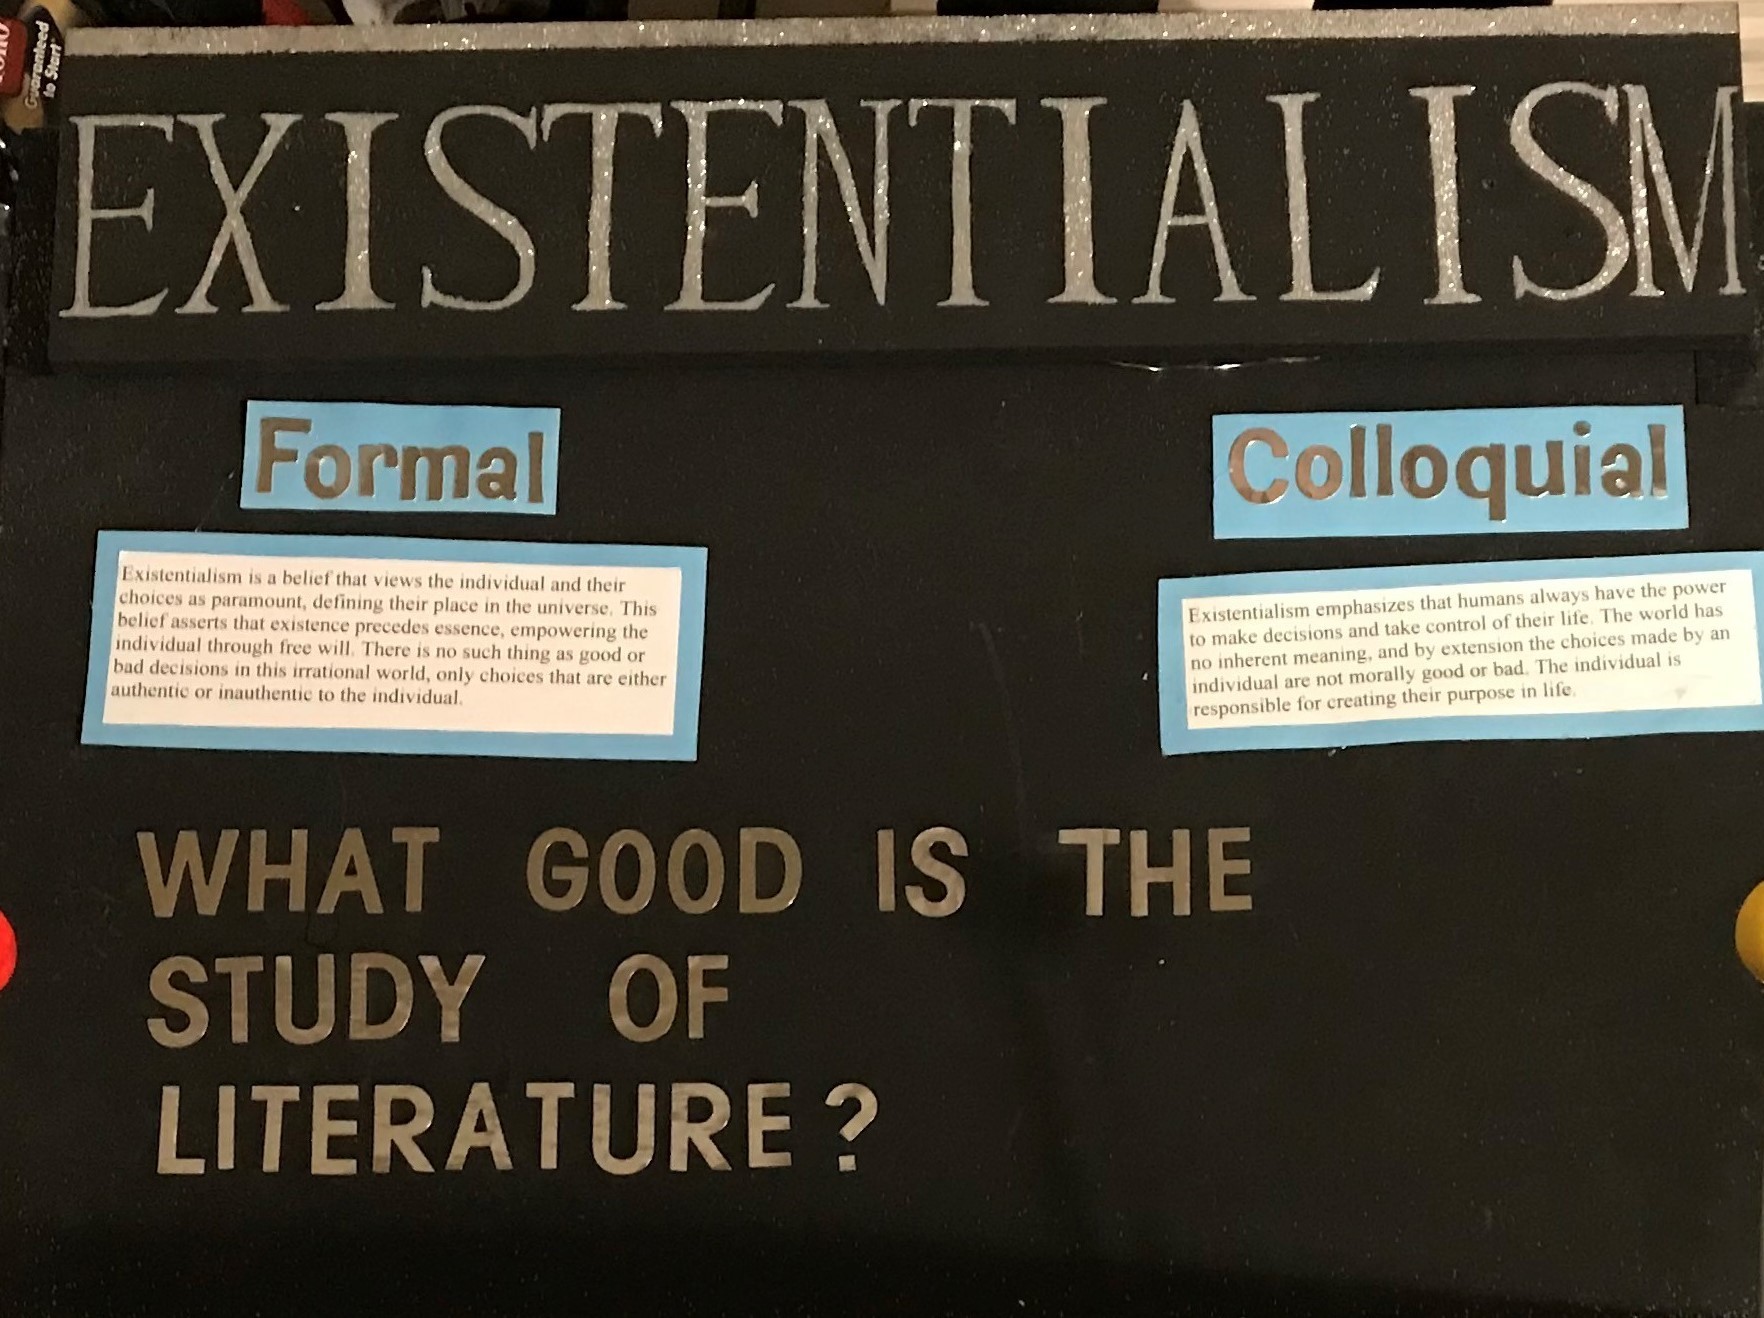 Guaranteed
to Start
EXISTENTIALISM
Formal
Existentialism is a belief that views the individual and their
choices as paramount, defining their place in the universe. This
belief asserts that existence precedes essence, empowering the
individual through free will. There is no such thing as good or
bad decisions in this irrational world, only choices that are either
authentic or inauthentic to the individual.
Colloquial
Existentialism emphasizes that humans always have the power
to make decisions and take control of their life. The world has
no inherent meaning, and by extension the choices made by an
individual are not morally good or bad. The individual is
responsible for creating their purpose in life.
WHAT GOOD IS THE
STUDY OF
LITERATURE?